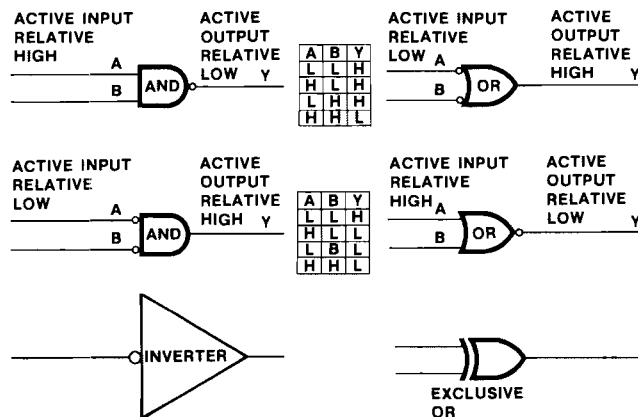 ACTIVE INPUT
RELATIVE
HIGH
A
B
AND
ACTIVE
OUTPUT
RELATIVE
LOW
Y
A B Y
L L H
H L H
L H H
H H L
ACTIVE INPUT
RELATIVE
LOW
A
B
OR
ACTIVE
OUTPUT
RELATIVE
HIGH
Y
ACTIVE INPUT
RELATIVE
LOW
A
B
AND
ACTIVE
OUTPUT
RELATIVE
HIGH
Y
A B Y
L L H
H L L
L B L
H H L
ACTIVE INPUT
RELATIVE
HIGH
A
B
OR
ACTIVE
OUTPUT
RELATIVE
LOW
Y
INVERTER
EXCLUSIVE
OR